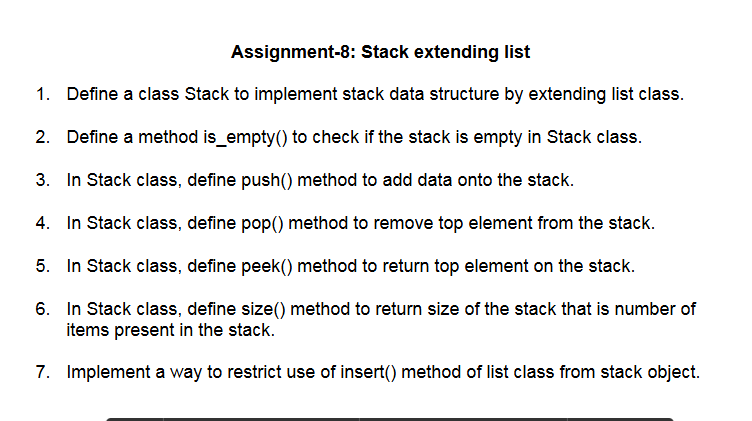 Assignment-8: Stack extending list
1. Define a class Stack to implement stack data structure by extending list class.
2. Define a method is_empty() to check if the stack is empty in Stack class.
3. In Stack class, define push() method to add data onto the stack.
4. In Stack class, define pop() method to remove top element from the stack.
5. In Stack class, define peek() method to return top element on the stack.
6. In Stack class, define size() method to return size of the stack that is number of
items present in the stack.
7. Implement a way to restrict use of insert() method of list class from stack object.